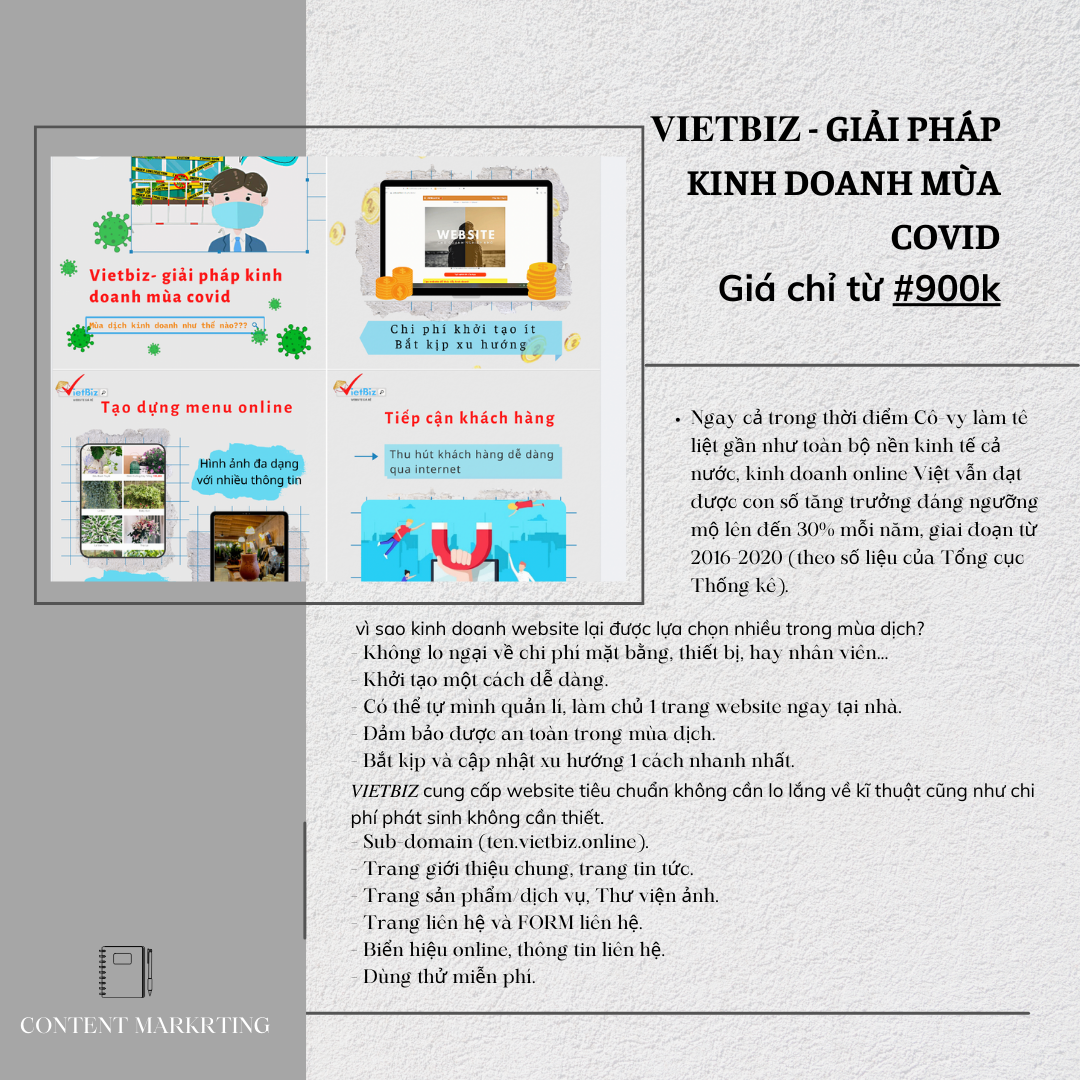 VIETBIZ - GIẢI PHÁP
KINH DOANH MÙA
COVID
Giá chỉ từ #900k
Vietbiz- giải pháp kinh
doanh mùa covid
Mùa dịch kinh doanh như thế nào???
WEBSITE
Chi phí khởi tạo ít
Bắt kịp xu hướng
VietBiz
Tạo dựng menu online
Hình ảnh đa dạng
với nhiều thông tin
VietBiz
Tiếp cận khách hàng
Thu hút khách hàng dễ dàng
qua internet
• Ngay cả trong thời điểm Cô-vy làm tê
liệt gần như toàn bộ nền kinh tế cả
nước, kinh doanh online Việt vẫn đạt
được con số tăng trưởng đáng ngưỡng
mộ lên đến 30% mỗi năm, giai đoạn từ
2016-2020 (theo số liệu của Tổng cục
Thống kê).
vì sao kinh doanh website lại được lựa chọn nhiều trong mùa dịch?
- Không lo ngại về chi phí mặt bằng, thiết bị, hay nhân viên...
- Khởi tạo một cách dễ dàng.
- Có thể tự mình quản lí, làm chủ 1 trang website ngay tại nhà.
- Đảm bảo được an toàn trong mùa dịch.
- Bắt kịp và cập nhật xu hướng 1 cách nhanh nhất.
VIETBIZ cung cấp website tiêu chuẩn không cần lo lắng về kĩ thuật cũng như chi
phí phát sinh không cần thiết.
- Sub-domain (ten.vietbiz.online).
- Trang giới thiệu chung, trang tin tức.
- Trang sản phẩm/dịch vụ, Thư viện ảnh.
- Trang liên hệ và FORM liên hệ.
- Biển hiệu online, thông tin liên hệ.
- Dùng thử miễn phí.
CONTENT MARKRTING